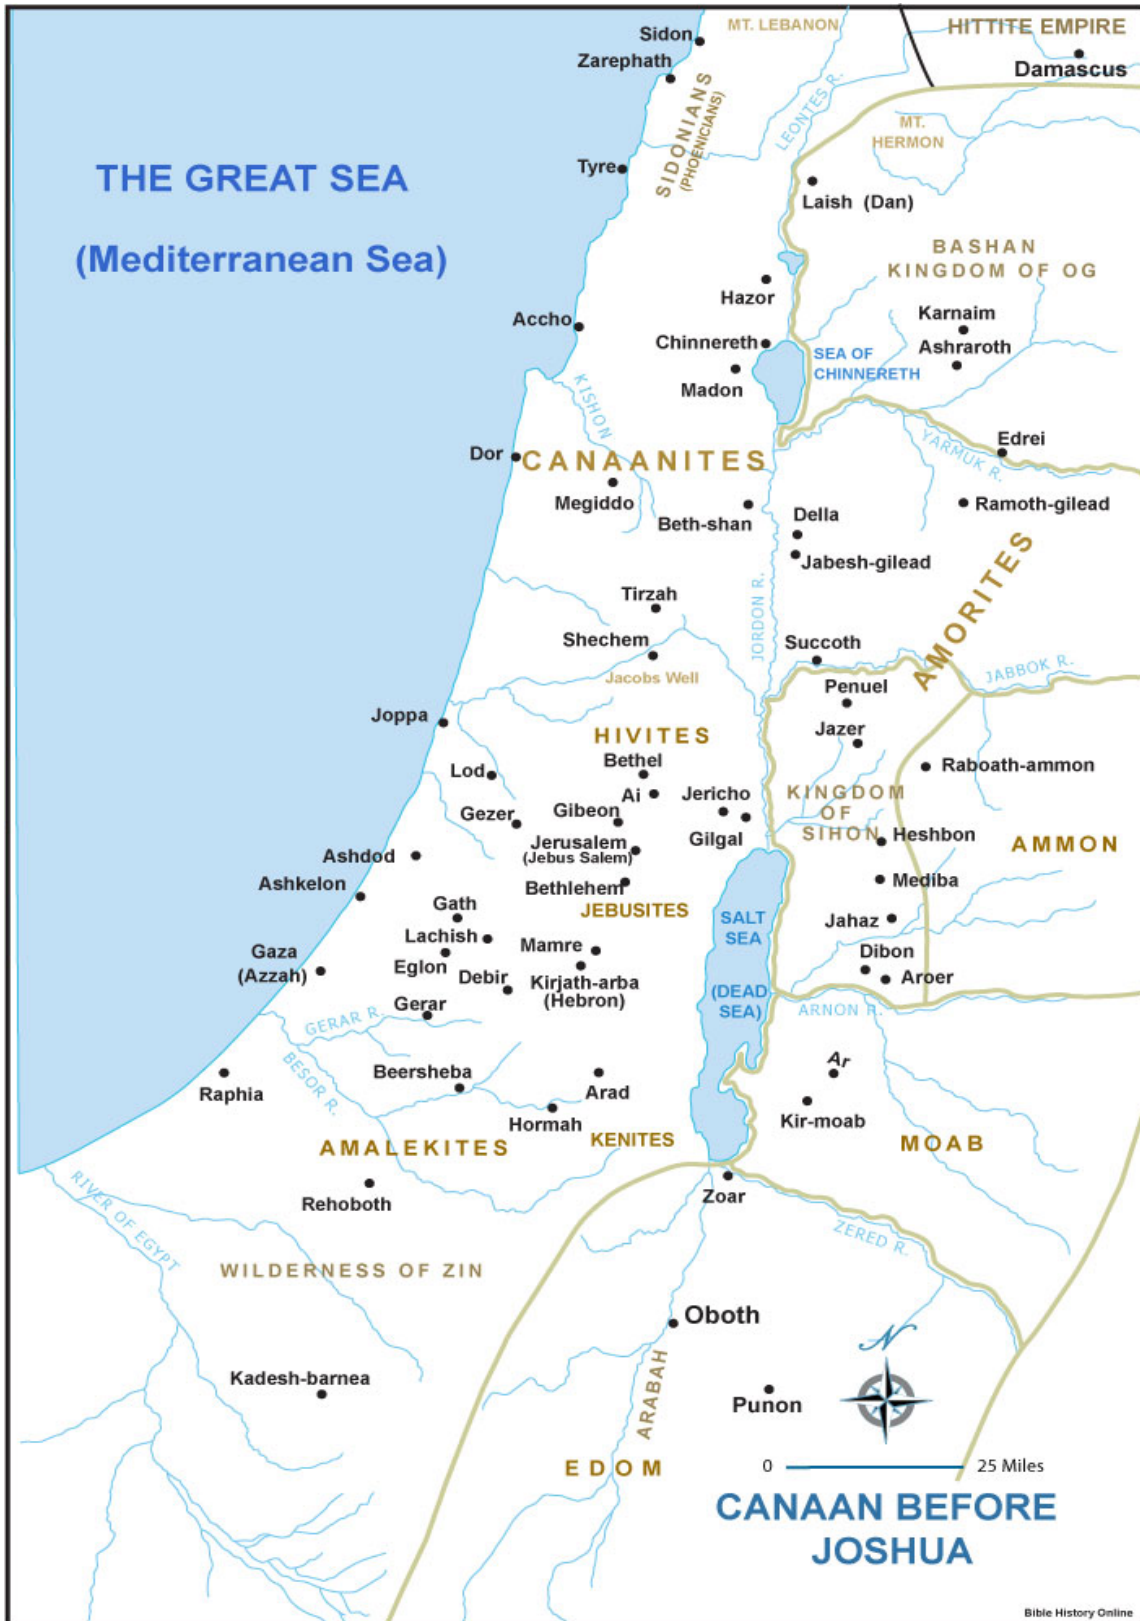 Sidon
MT. LEBANON
HITTITE EMPIRE
Zarephath
Damascus
SIDONIANS
(PHOENICIANS)
LEONTES R.
MT.
HERMON
THE GREAT SEA
(Mediterranean Sea)
Tyre
Laish (Dan)
BASHAN
KINGDOM OF OG
Hazor
Karnaim
Accho
Chinnereth
SEA OF
CHINNERETH
Ashraroth
Madon
KISHON
Dor
CANAANITES
YARMUK R.
Edrei
Megiddo
Beth-shan
Della
Ramoth-gilead
Jabesh-gilead
AMORITES
Tirzah
JORDON R.
Shechem
Succoth
Jacobs Well
JABBOK R.
Penuel
Joppa
Jazer
HIVITES
Bethel
Lod
Raboath-ammon
Ai
Jericho
KINGDOM
OF
SIHON
Gezer
Gibeon
Gilgal
Heshbon
Jerusalem
(Jebus Salem)
AMMON
Ashdod
Ashkelon
Bethlehem
Mediba
JEBUSITES
Gath
SALT
SEA
Jahaz
Lachish
Mamre
Gaza
(Azzah)
Eglon
Dibon
Debir
Kirjath-arba
(Hebron)
Aroer
(DEAD
SEA)
Gerar
GERAR R.
ARNON R.
BESOR R.
Ar
Beersheba
Raphia
Arad
Hormah
Kir-moab
AMALEKITES
KENITES
MOAB
RIVER OF EGYPT
Rehoboth
Zoar
ZERED R.
WILDERNESS OF ZIN
Oboth
N
ARABAH
Kadesh-barnea
Punon
EDOM
0 25 Miles
CANAAN BEFORE
JOSHUA
Bible History Online